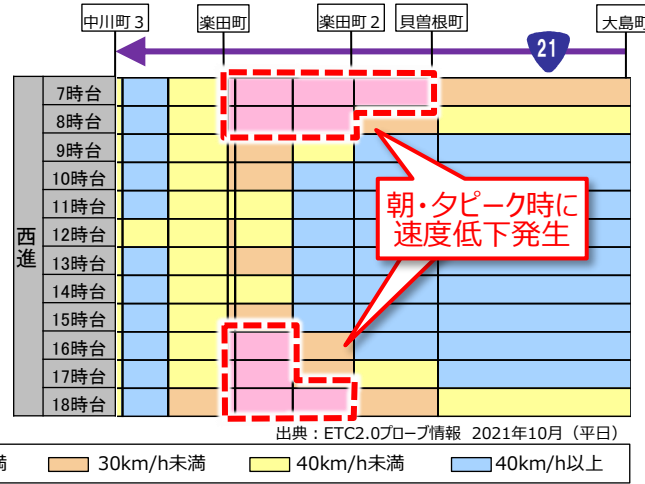 中川町3
楽田町
楽田町2
貝曽根町
大島町
21
西進
7時台
8時台
9時台
10時台
11時台
12時台
13時台
14時台
15時台
16時台
17時台
18時台
朝・夕ピーク時に
速度低下発生
出典:ETC2.0プローブ情報 2021年10月(平日)
満 30km/h未満 40km/h未満 40km/h以上